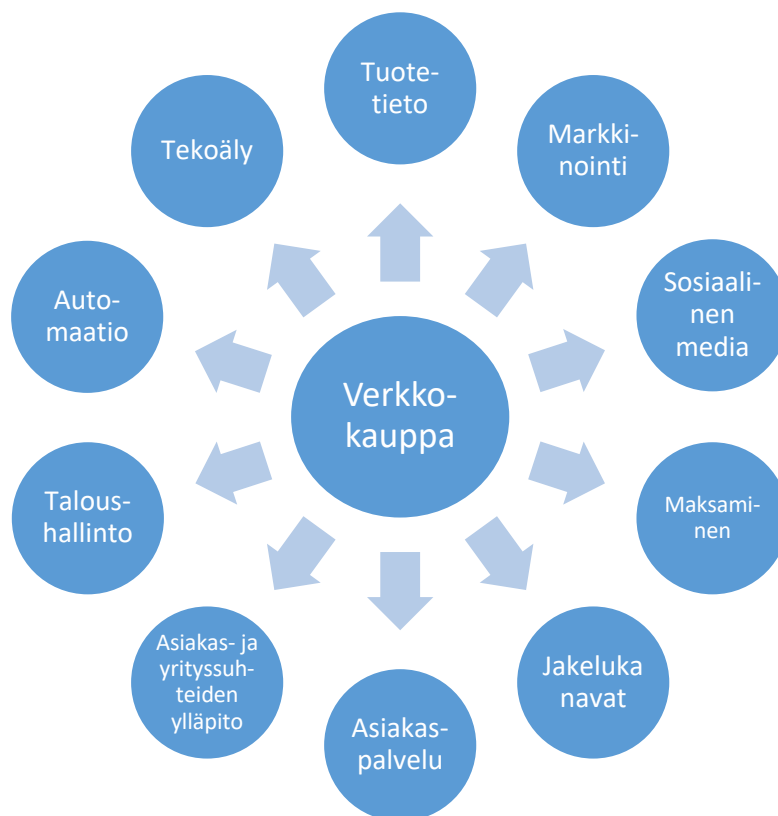 Tuote-
tieto
Markki-
nointi
Sosiaali-
nen
media
Maksami-
nen
Jakeluka
navat
Asiakas-
palvelu
Asiakas- ja
yrityssuh-
teiden
ylläpito
Talous-
hallinto
Auto-
maatio
Tekoäly
Verkko-
kauppa